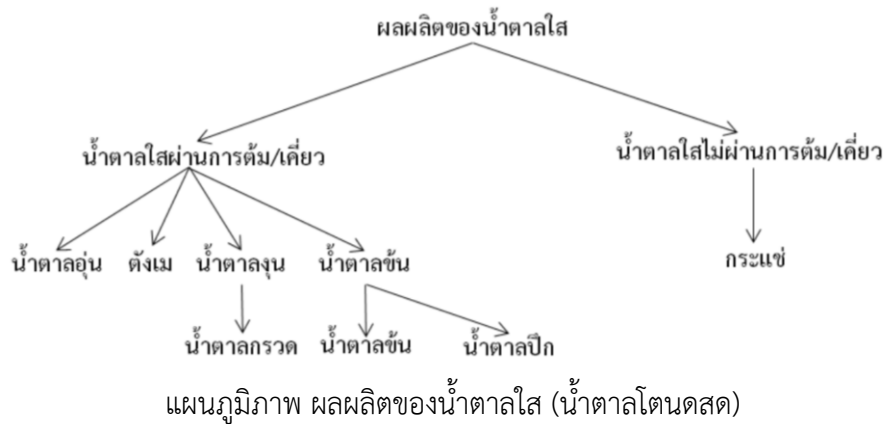 ผลผลิตของน้ำตาลใส
น้ำตาลใสผ่านการต้ม/เคี่ยว
น้ำตาลใสไม่ผ่านการต้ม/เคี่ยว
น้ำตาลอุ่น ตังเม น้ำตาลงุน น้ำตาลข้น
กระแช่
น้ำตาลกรวด น้ำตาลข้น น้ำตาลปึก
แผนภูมิภาพ ผลผลิตของน้ำตาลใส (น้ำตาลโตนดสด)